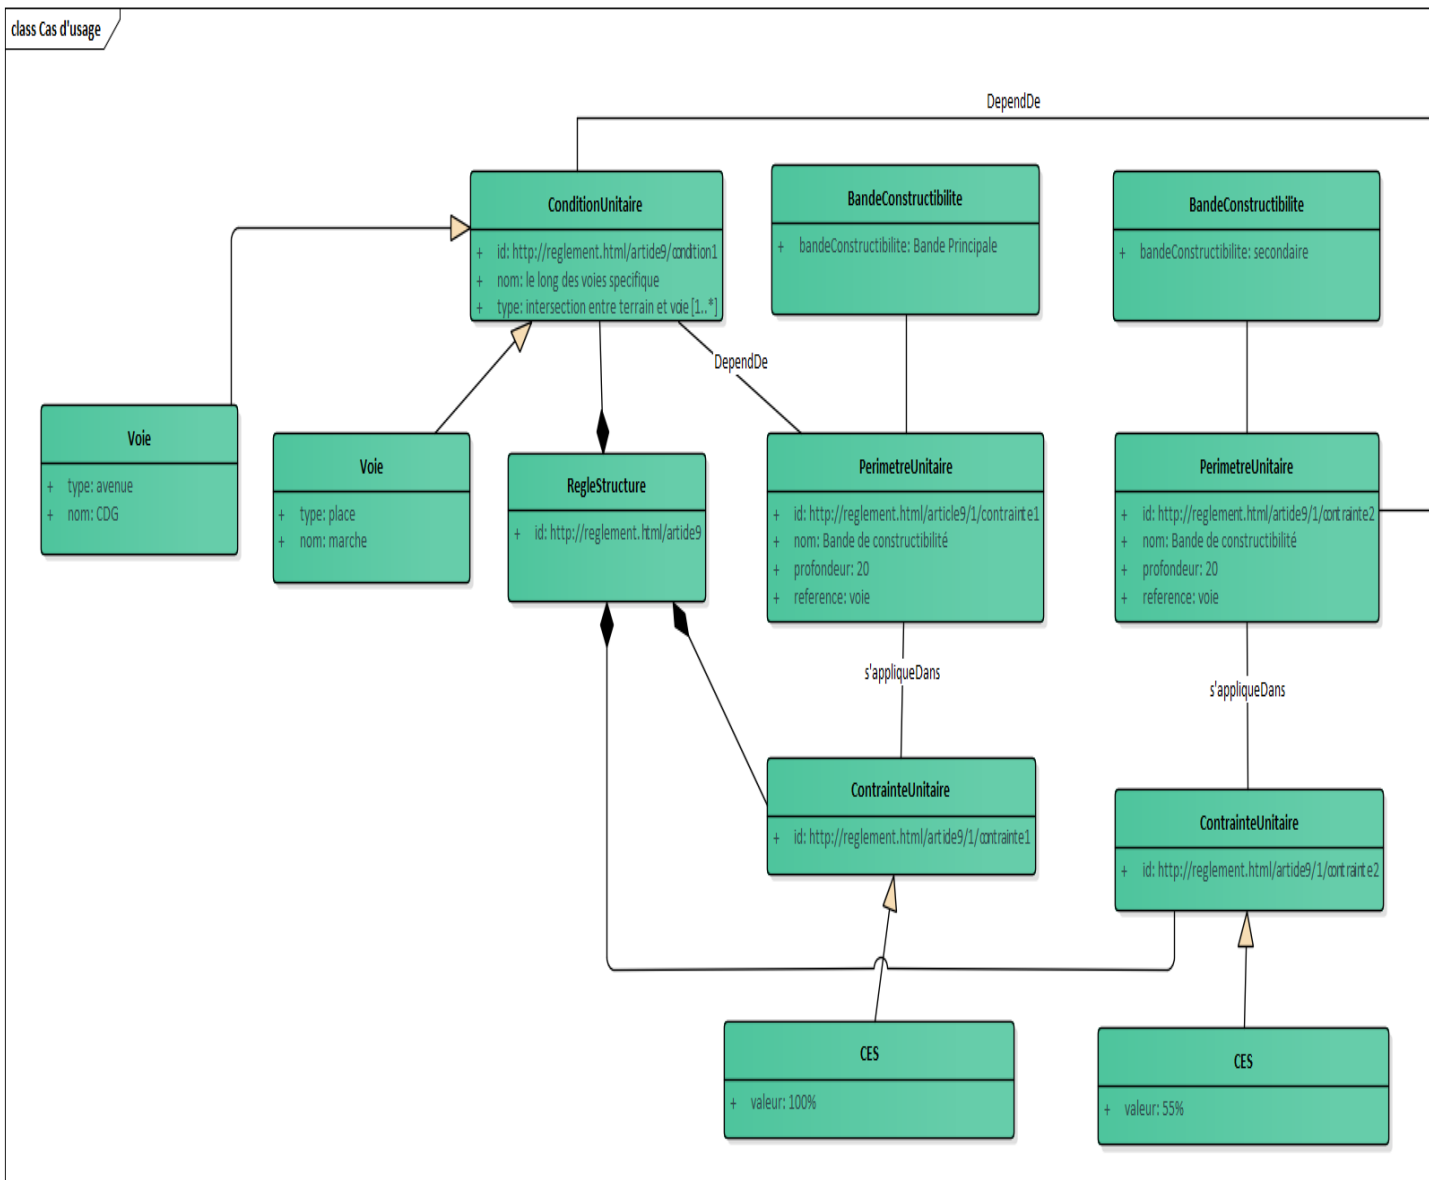 class Cas d'usage
DependDe
ConditionUnitaire
+ id: http://reglement.html/article9/condition1
+ nom: le long des voies specifique
+ type: intersection entre terrain et voie [1..*]
BandeConstructibilite
+ bandeConstructibilite: Bande Principale
BandeConstructibilite
+ bandeConstructibilite: secondaire
DependDe
Voie
+ type: avenue
+ nom: CDG
Voie
+ type: place
+ nom: marche
RegleStructure
+ id: http://reglement.html/article9
PerimetreUnitaire
+ id: http://reglement.html/article9/1/contrainte1
+ nom: Bande de constructibilité
+ profondeur: 20
+ reference: voie
PerimetreUnitaire
+ id: http://reglement.html/article9/1/contrainte2
+ nom: Bande de constructibilité
+ profondeur: 20
+ reference: voie
s'appliqueDans
s'appliqueDans
ContrainteUnitaire
+ id: http://reglement.html/article9/1/contrainte1
ContrainteUnitaire
+ id: http://reglement.html/article9/1/contrainte2
CES
+ valeur: 100%
CES
+ valeur: 55%